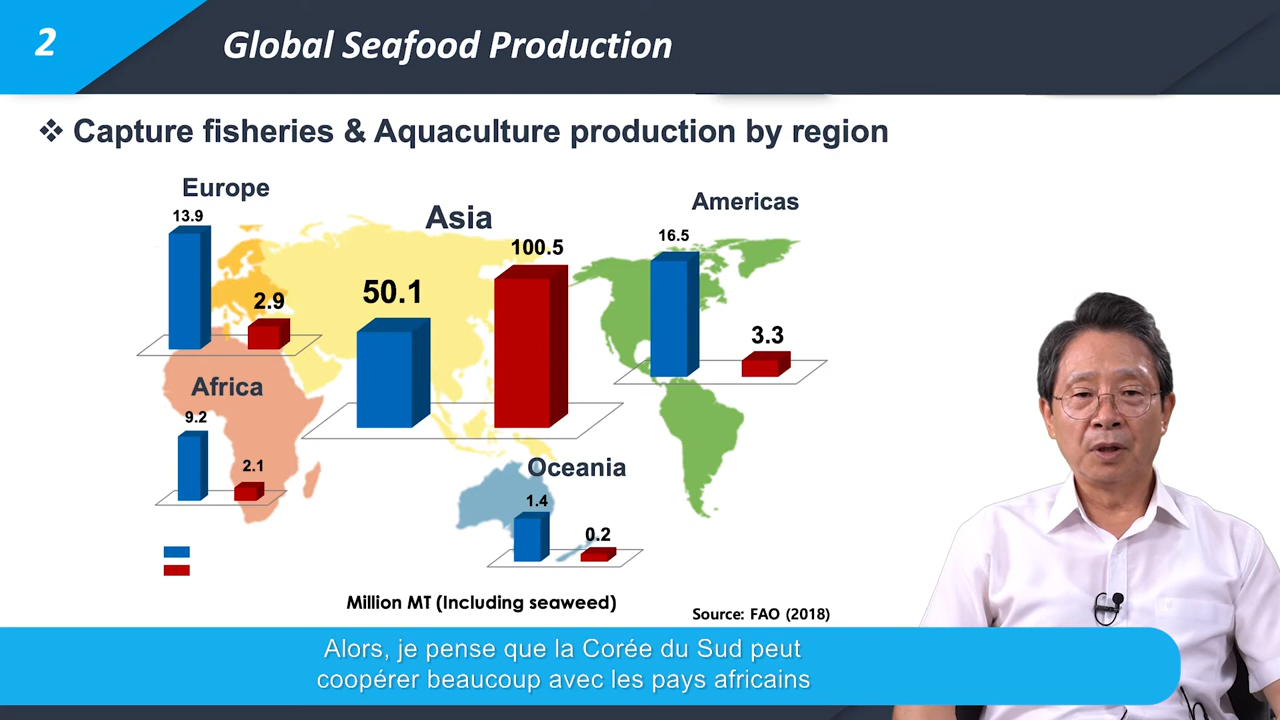 2
Global Seafood Production
❖ Capture fisheries & Aquaculture production by region
Europe
13.9
2.9
Asia
50.1
100.5
Americas
16.5
3.3
Africa
9.2
2.1
Oceania
1.4
0.2
Million MT (Including seaweed)
Source: FAO (2018)
Alors, je pense que la Corée du Sud peut
coopérer beaucoup avec les pays africains